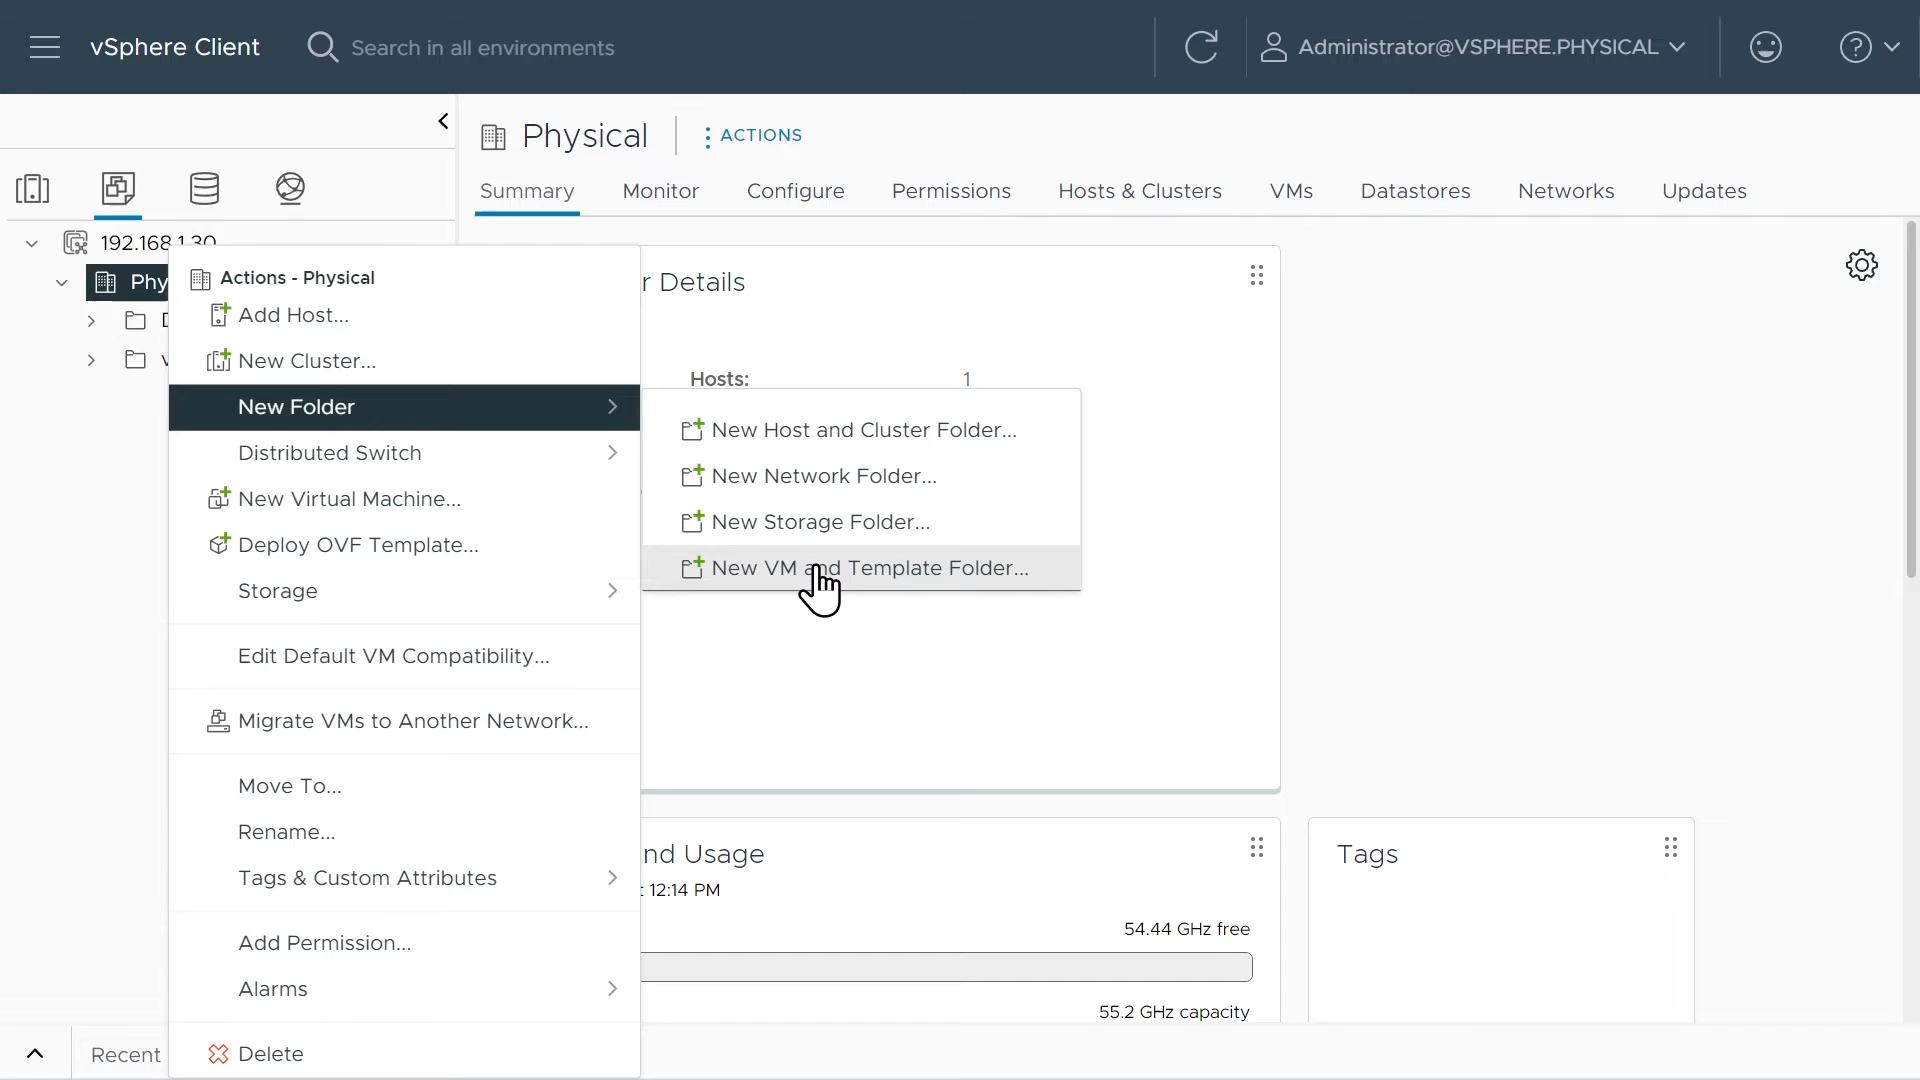 vSphere Client
Search in all environments
Administrator@VSPHERE.PHYSICAL
Physical
ACTIONS
Summary
Monitor
Configure
Permissions
Hosts & Clusters
VMs
Datastores
Networks
Updates
192.168.1.30
Phy
Actions - Physical
Add Host...
New Cluster...
New Folder
Distributed Switch
New Virtual Machine...
Deploy OVF Template...
Storage
Edit Default VM Compatibility...
Migrate VMs to Another Network...
Move To...
Rename...
Tags & Custom Attributes
Add Permission...
Alarms
Delete
New Host and Cluster Folder...
New Network Folder...
New Storage Folder...
New VM and Template Folder...
r Details
Hosts: 1
nd Usage
: 12:14 PM
54.44 GHz free
55.2 GHz capacity
Tags
Recent